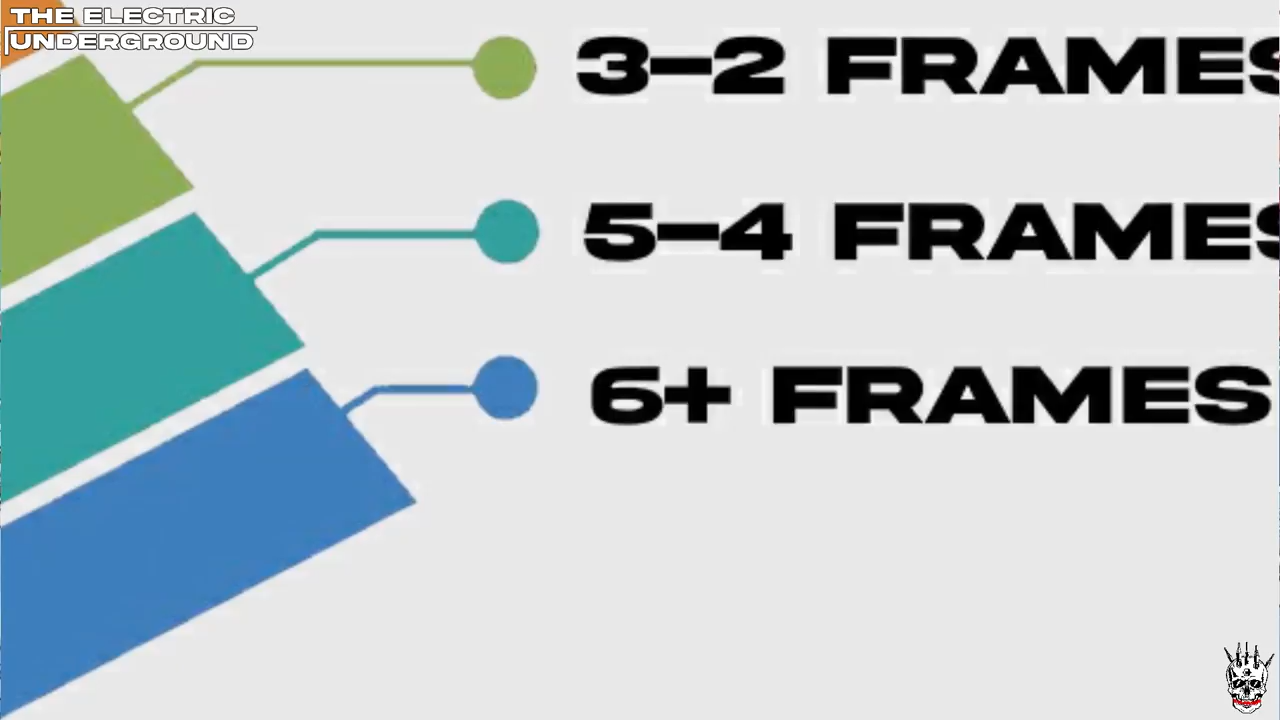 THE ELECTRIC
UNDERGROUND
3–2 FRAMES
5–4 FRAMES
6+ FRAMES